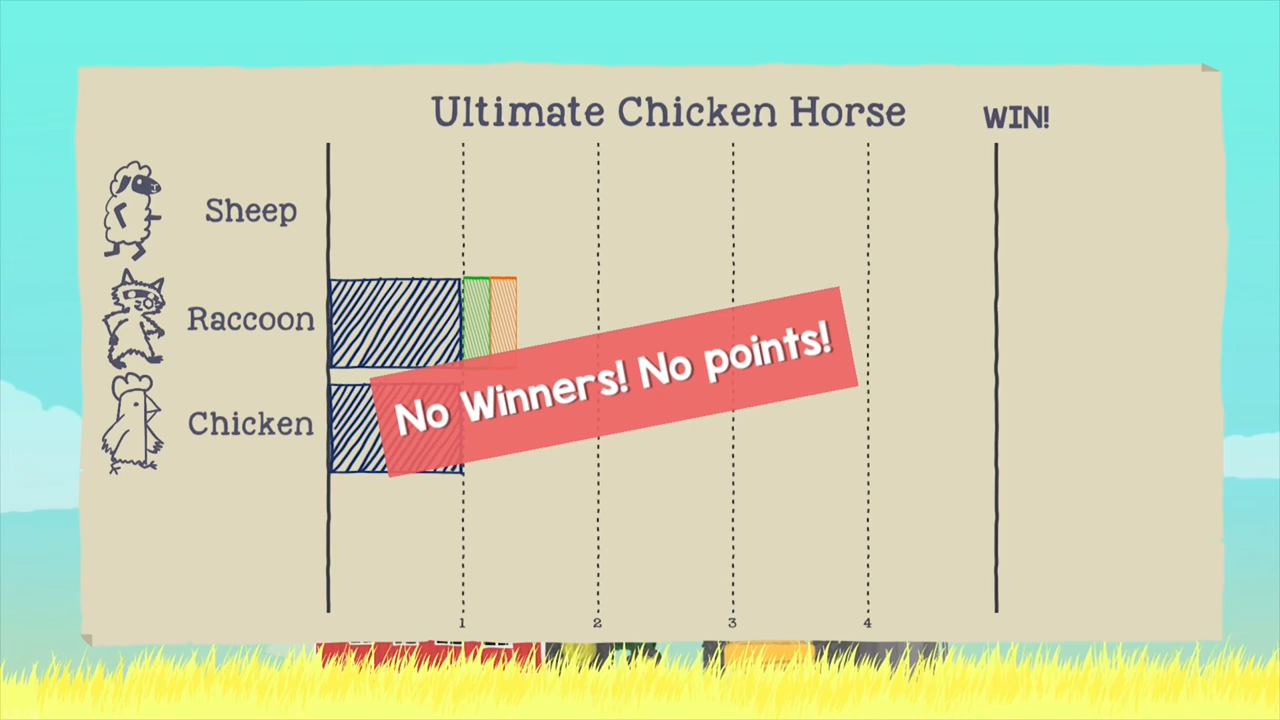 Ultimate Chicken Horse
WIN!
Sheep
Raccoon
Chicken
No Winners! No points!
1 2 3 4